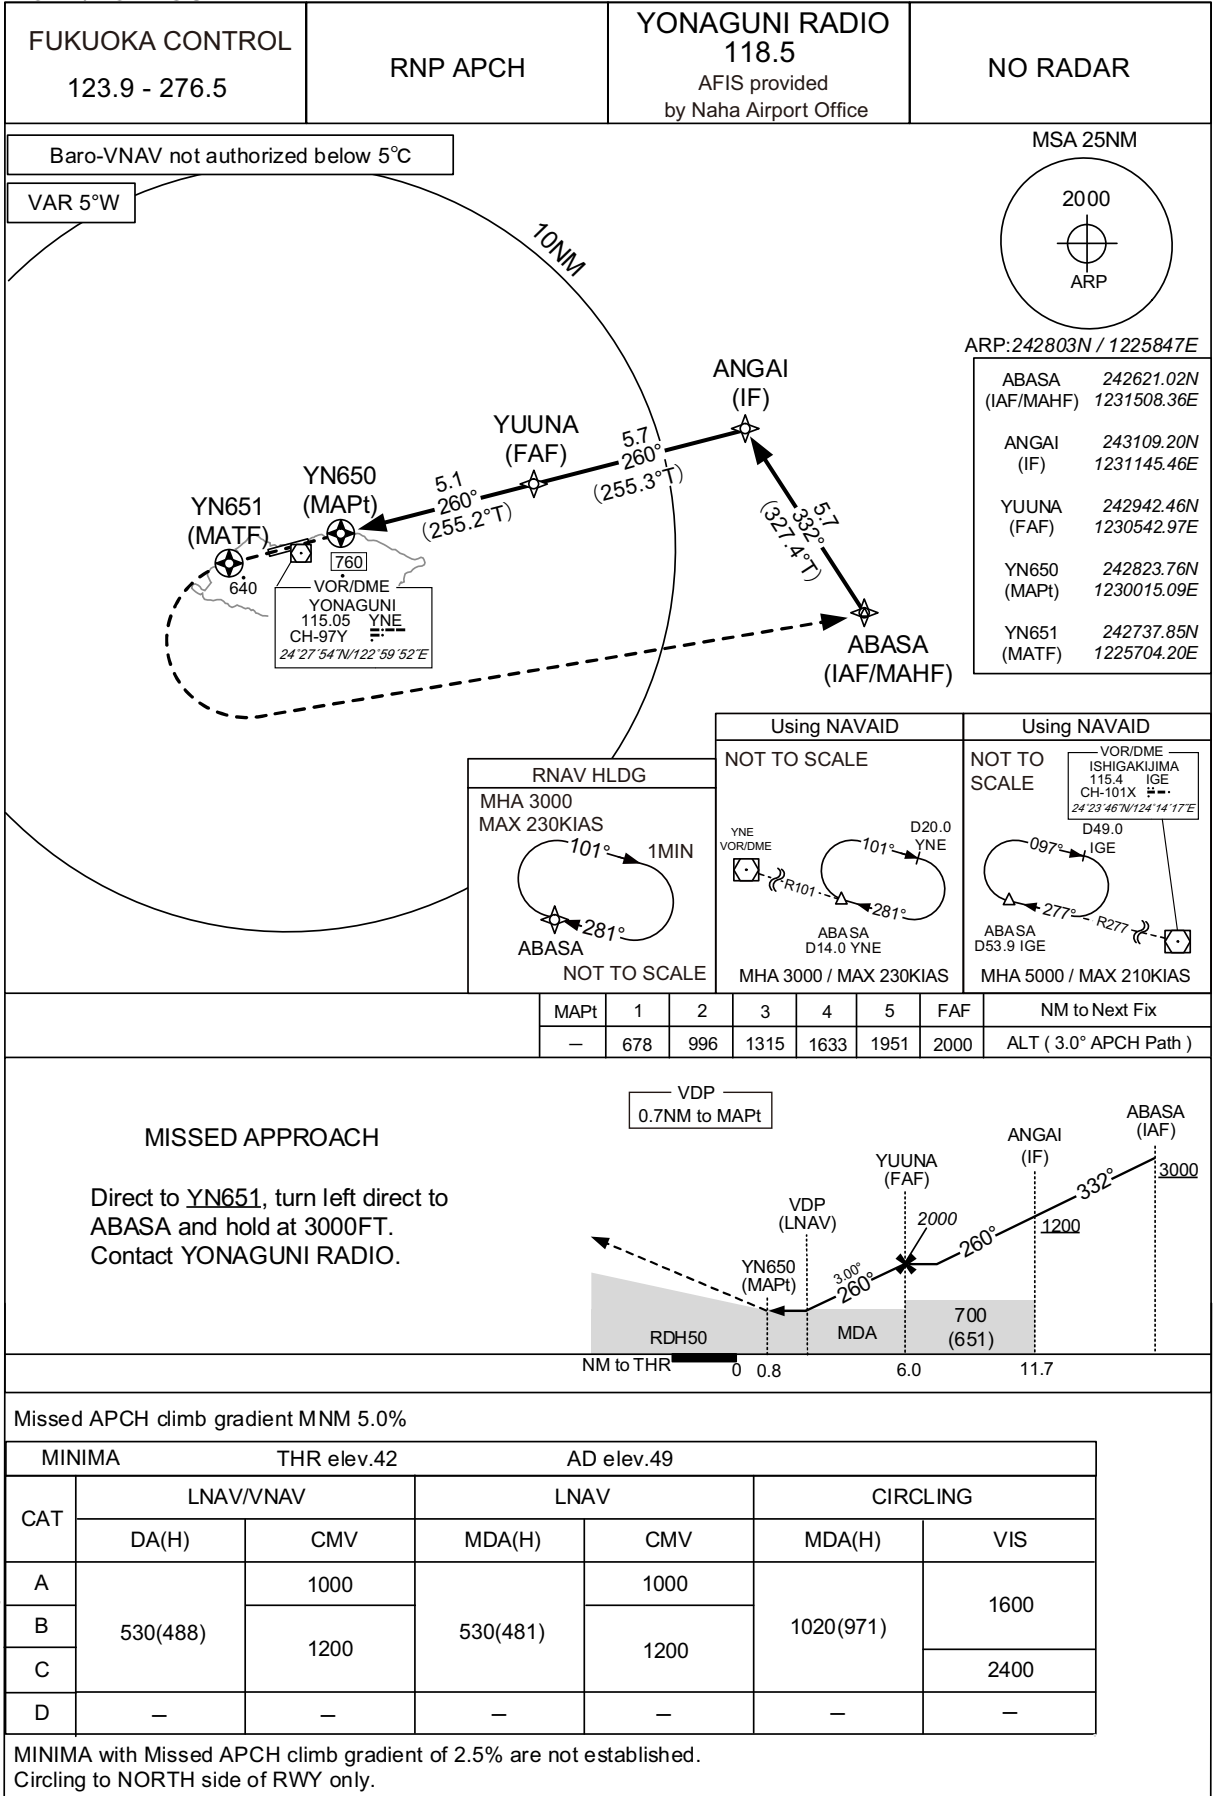 FUKUOKA CONTROL
123.9 - 276.5
RNP APCH
YONAGUNI RADIO
118.5
AFIS provided
by Naha Airport Office
NO RADAR
Baro-VNAV not authorized below 5°C
VAR 5°W
MSA 25NM
2000
ARP
ARP:242803N / 1225847E
ABASA 242621.02N
(IAF/MAHF) 1231508.36E
ANGAI 243109.20N
(IF) 1231145.46E
YUUNA 242942.46N
(FAF) 1230542.97E
YN650 242823.76N
(MAPt) 1230015.09E
YN651 242737.85N
(MATF) 1225704.20E
10NM
ANGAI
(IF)
5.7
260°
(255.3°T)
YUUNA
(FAF)
5.1
260°
(255.2°T)
YN650
(MAPt)
YN651
(MATF)
5.7
332°
(327.4°T)
ABASA
(IAF/MAHF)
640
760
VOR/DME
YONAGUNI
115.05 YNE
CH-97Y
24°27'54"N/122°59'52"E
RNAV HLDG
MHA 3000
MAX 230KIAS
101°
1MIN
281°
ABASA
NOT TO SCALE
Using NAVAID
NOT TO SCALE
YNE
VOR/DME
R101
101°
D20.0
YNE
281°
ABASA
D14.0 YNE
MHA 3000 / MAX 230KIAS
Using NAVAID
NOT TO
SCALE
VOR/DME
ISHIGAKIJIMA
115.4 IGE
CH-101X
24°23'46"N/124°14'17"E
097°
D49.0
IGE
277°
R277
ABASA
D53.9 IGE
MHA 5000 / MAX 210KIAS
MAPt 1 2 3 4 5 FAF NM to Next Fix
— 678 996 1315 1633 1951 2000 ALT ( 3.0° APCH Path )
MISSED APPROACH
Direct to YN651, turn left direct to
ABASA and hold at 3000FT.
Contact YONAGUNI RADIO.
VDP
0.7NM to MAPt
ABASA
(IAF)
3000
332°
ANGAI
(IF)
1200
260°
YUUNA
(FAF)
2000
VDP
(LNAV)
3.00°
260°
YN650
(MAPt)
RDH50
MDA
700
(651)
NM to THR
0 0.8 6.0 11.7
Missed APCH climb gradient MNM 5.0%
MINIMA THR elev.42 AD elev.49
CAT LNAV/VNAV LNAV CIRCLING
DA(H) CMV MDA(H) CMV MDA(H) VIS
A 1000 1000
B 530(488) 1200 530(481) 1200 1020(971) 1600
C 2400
D — — — — — —
MINIMA with Missed APCH climb gradient of 2.5% are not established.
Circling to NORTH side of RWY only.